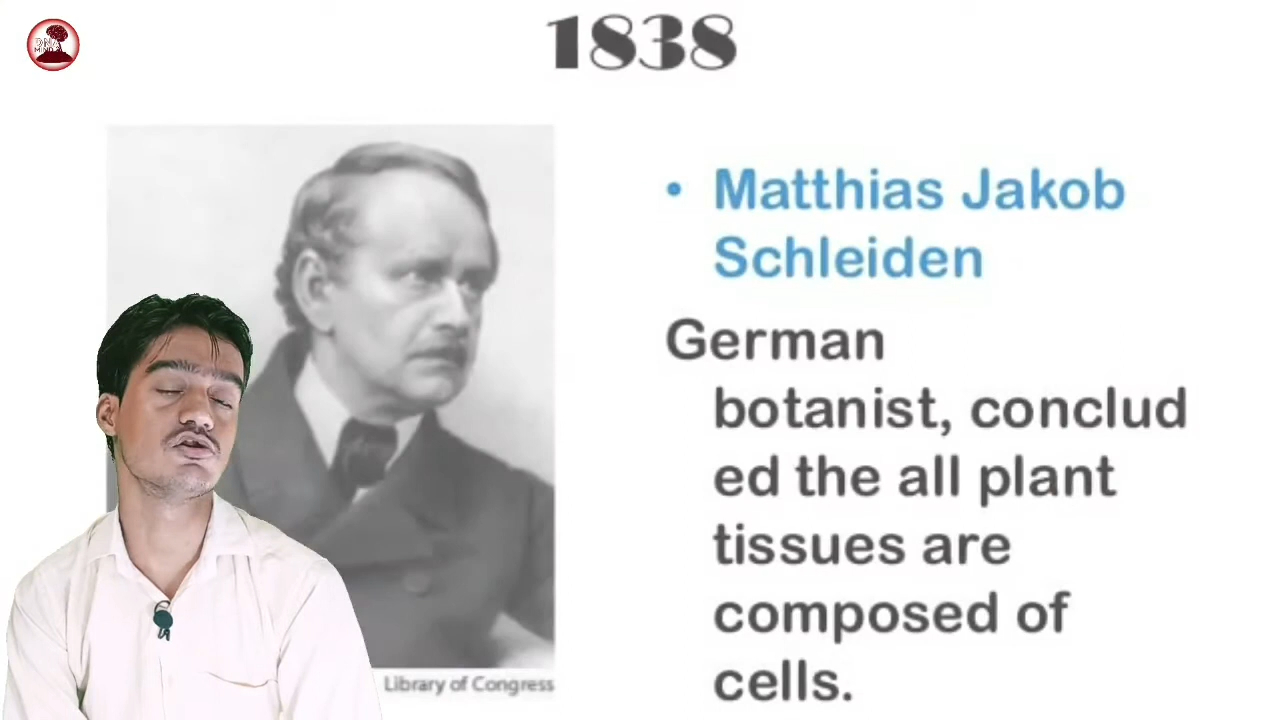 1838
• Matthias Jakob
Schleiden
German
botanist, conclud
ed the all plant
tissues are
composed of
cells.
Library of Congress